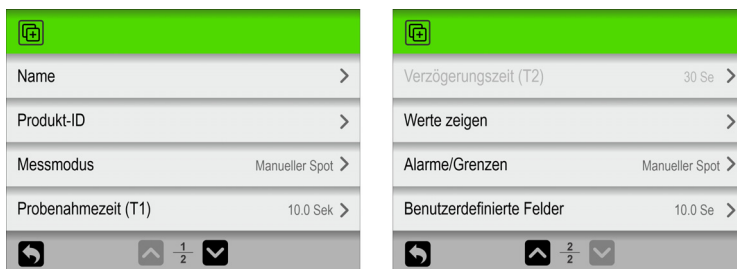 Name
Produkt-ID
Messmodus Manueller Spot
Probenahmezeit (T1) 10.0 Sek
1/2
Verzögerungszeit (T2) 30 Se
Werte zeigen
Alarme/Grenzen Manueller Spot
Benutzerdefinierte Felder 10.0 Se
2/2